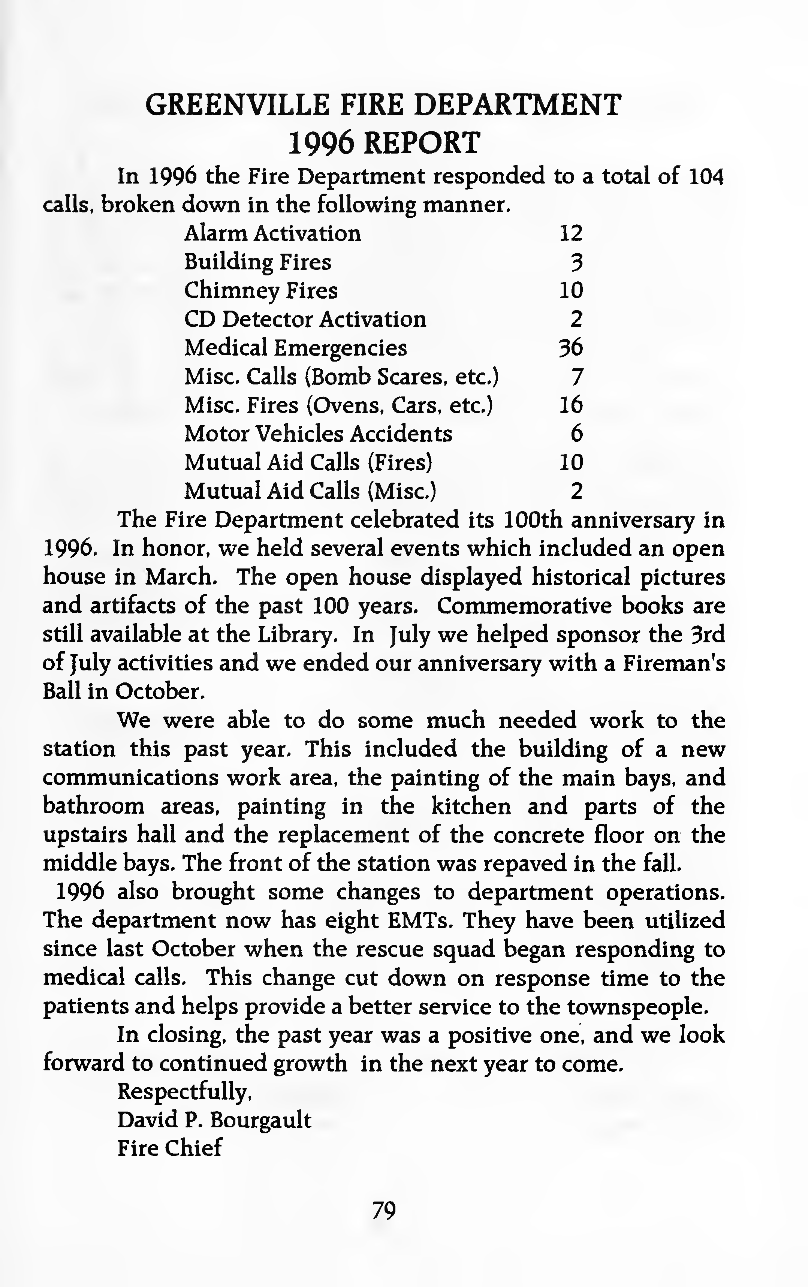 GREENVILLE FIRE DEPARTMENT
1996 REPORT
In 1996 the Fire Department responded to a total of 104
calls, broken down in the following manner.
Alarm Activation 12
Building Fires 3
Chimney Fires 10
CD Detector Activation 2
Medical Emergencies 36
Misc. Calls (Bomb Scares, etc.) 7
Misc. Fires (Ovens, Cars, etc.) 16
Motor Vehicles Accidents 6
Mutual Aid Calls (Fires) 10
Mutual Aid Calls (Misc.) 2
The Fire Department celebrated its 100th anniversary in
1996. In honor, we held several events which included an open
house in March. The open house displayed historical pictures
and artifacts of the past 100 years. Commemorative books are
still available at the Library. In July we helped sponsor the 3rd
of July activities and we ended our anniversary with a Fireman's
Ball in October.
We were able to do some much needed work to the
station this past year. This included the building of a new
communications work area, the painting of the main bays, and
bathroom areas, painting in the kitchen and parts of the
upstairs hall and the replacement of the concrete floor on the
middle bays. The front of the station was repaved in the fall.
1996 also brought some changes to department operations.
The department now has eight EMTs. They have been utilized
since last October when the rescue squad began responding to
medical calls. This change cut down on response time to the
patients and helps provide a better service to the townspeople.
In closing, the past year was a positive one, and we look
forward to continued growth in the next year to come.
Respectfully,
David P. Bourgault
Fire Chief
79